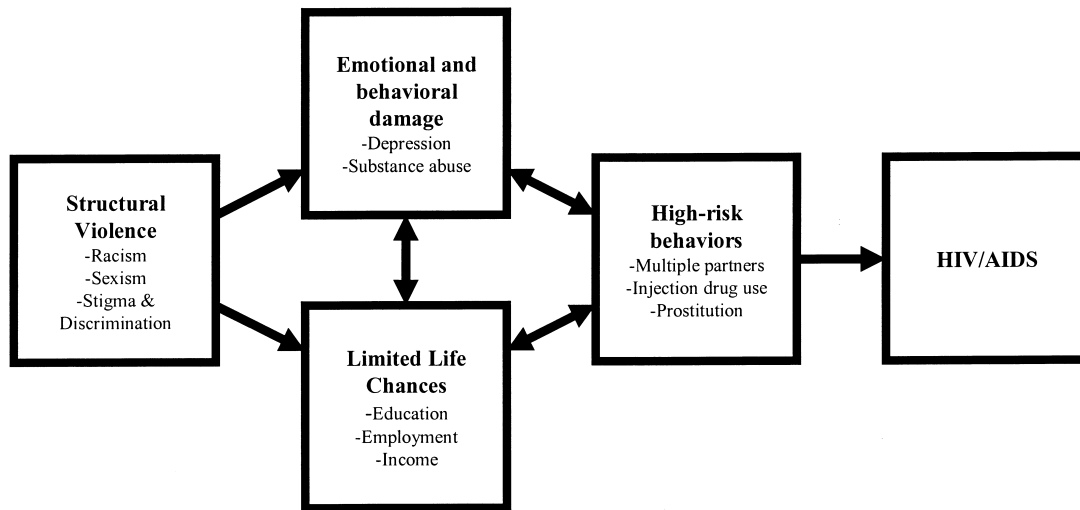 Structural
Violence
-Racism
-Sexism
-Stigma &
Discrimination
Emotional and
behavioral
damage
-Depression
-Substance abuse
Limited Life
Chances
-Education
-Employment
-Income
High-risk
behaviors
-Multiple partners
-Injection drug use
-Prostitution
HIV/AIDS